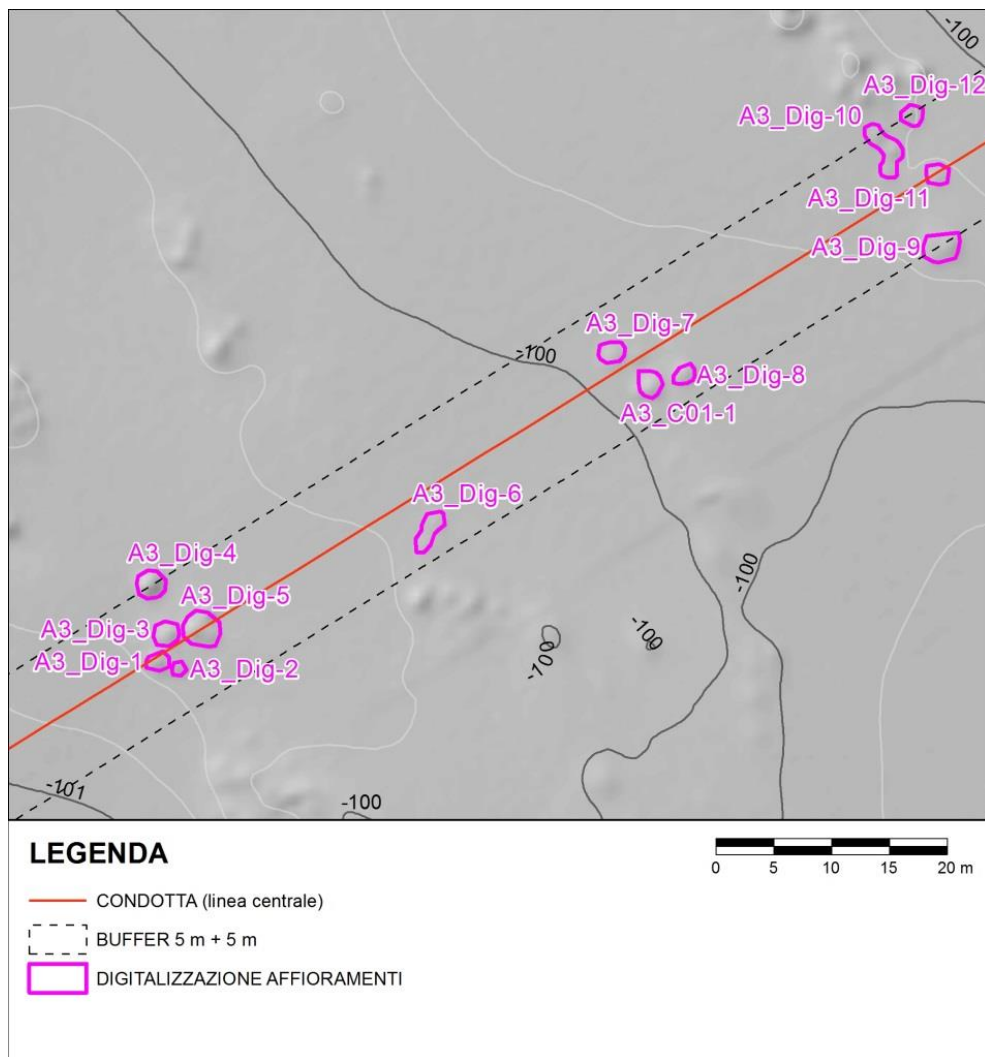 -100
A3_Dig-12
A3_Dig-10
A3_Dig-11
A3_Dig-9
A3_Dig-7
-100
A3_Dig-8
A3_C01-1
A3_Dig-6
A3_Dig-4
-100
A3_Dig-5
A3_Dig-3
-100
A3_Dig-1
A3_Dig-2
-100
-101
-100
LEGENDA
0 5 10 15 20 m
CONDOTTA (linea centrale)
BUFFER 5 m + 5 m
DIGITALIZZAZIONE AFFIORAMENTI